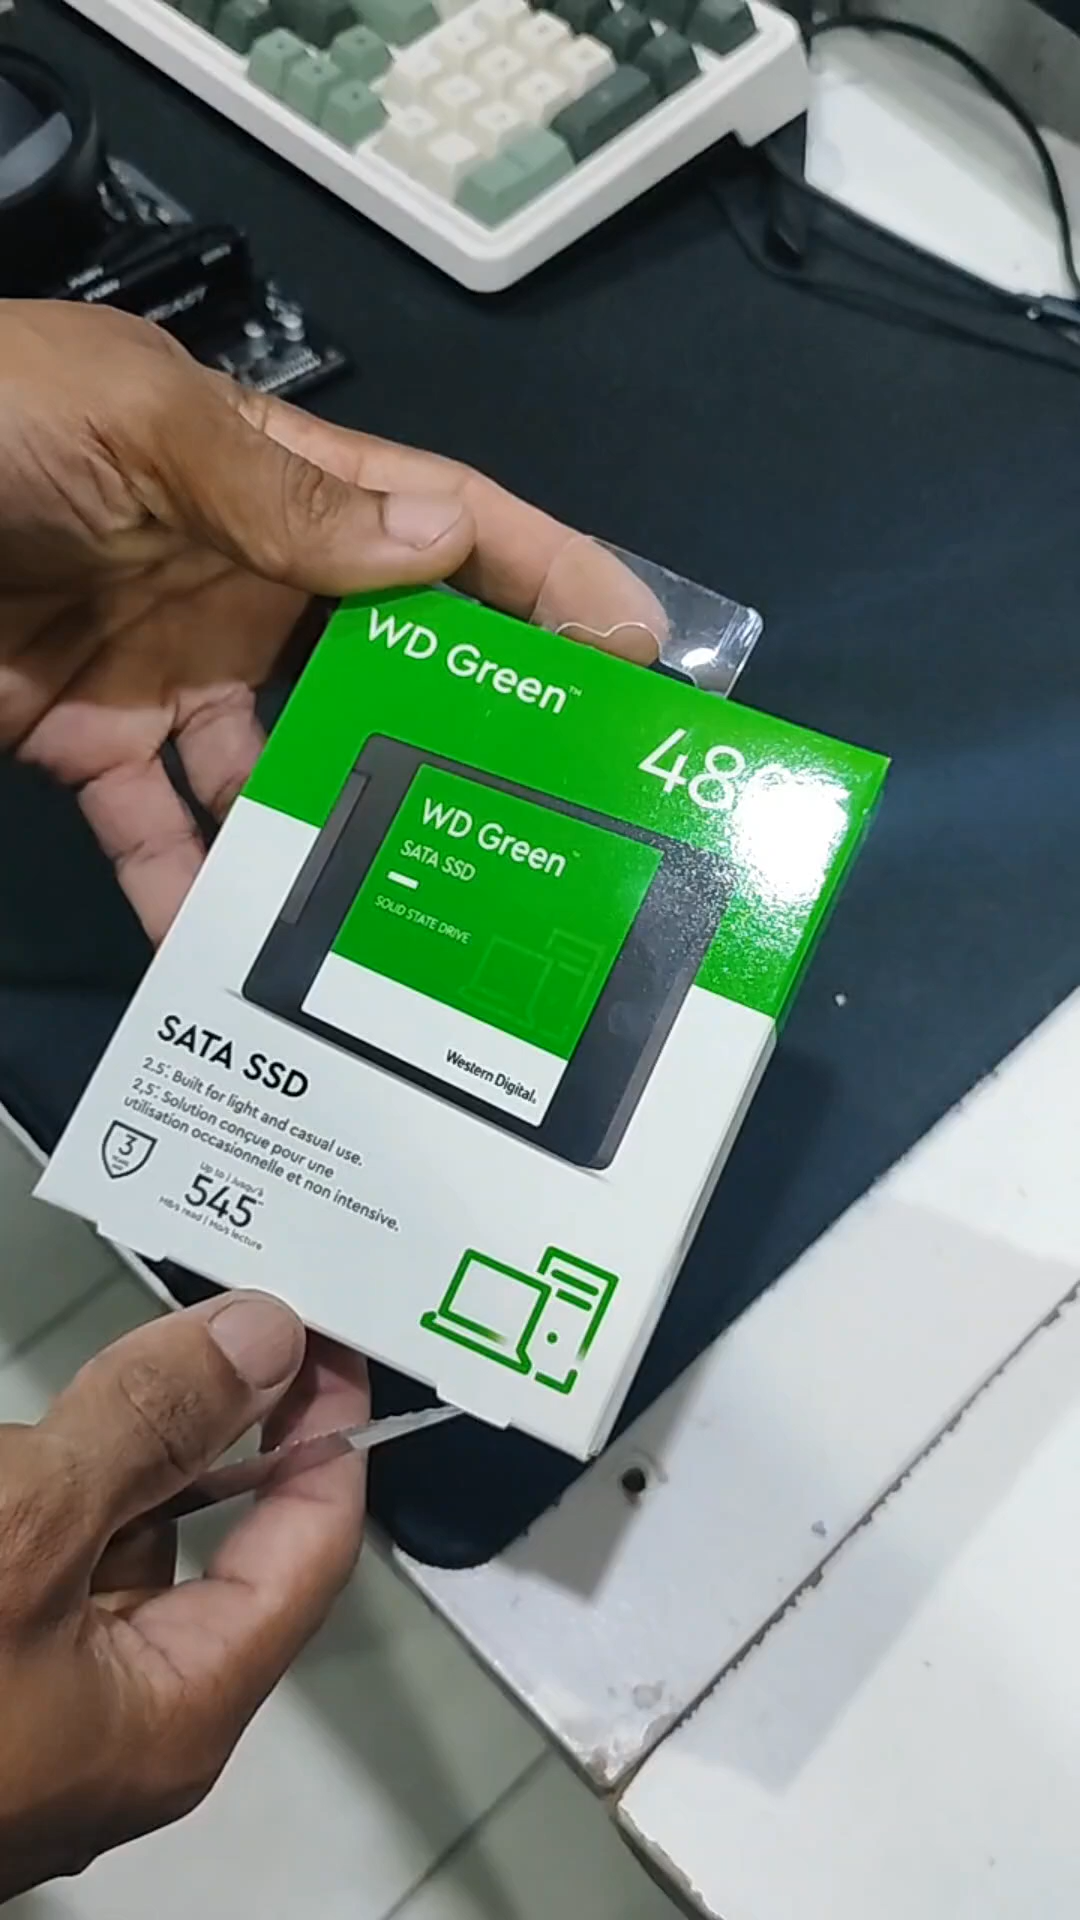 WD Green™
48
WD Green™
SATA SSD
SOLID STATE DRIVE
Western Digital.
SATA SSD
2.5": Built for light and casual use.
2,5": Solution conçue pour une
utilisation occasionnelle et non intensive.
3
Up to / Jusqu'à
545
MB/s read | Mo/s lecture